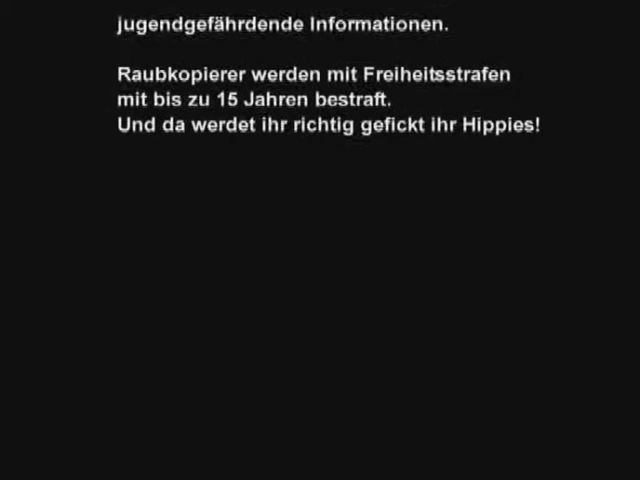 jugendgefährdende Informationen.
Raubkopierer werden mit Freiheitsstrafen
mit bis zu 15 Jahren bestraft.
Und da werdet ihr richtig gefickt ihr Hippies!